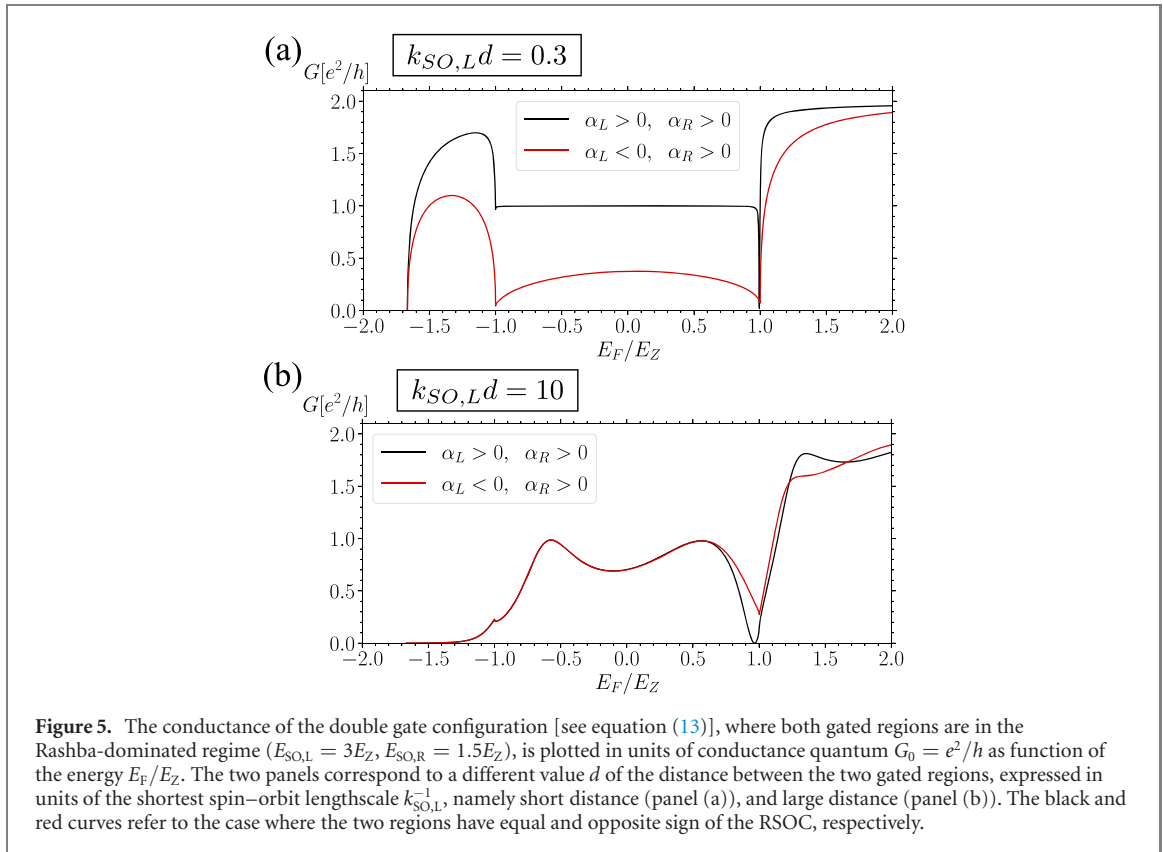 (a) k_{SO,L}d = 0.3
G[e²/h]
2.0
1.5
1.0
0.5
0.0
α_L > 0, α_R > 0
α_L < 0, α_R > 0
−2.0 −1.5 −1.0 −0.5 0.0 0.5 1.0 1.5 2.0
E_F/E_Z
(b) k_{SO,L}d = 10
G[e²/h]
2.0
1.5
1.0
0.5
0.0
α_L > 0, α_R > 0
α_L < 0, α_R > 0
−2.0 −1.5 −1.0 −0.5 0.0 0.5 1.0 1.5 2.0
E_F/E_Z
Figure 5. The conductance of the double gate configuration [see equation (13)], where both gated regions are in the
Rashba-dominated regime (E_{SO,L} = 3E_Z, E_{SO,R} = 1.5E_Z), is plotted in units of conductance quantum G_0 = e²/h as function of
the energy E_F/E_Z. The two panels correspond to a different value d of the distance between the two gated regions, expressed in
units of the shortest spin–orbit lengthscale k_{SO,L}^{−1}, namely short distance (panel (a)), and large distance (panel (b)). The black and
red curves refer to the case where the two regions have equal and opposite sign of the RSOC, respectively.